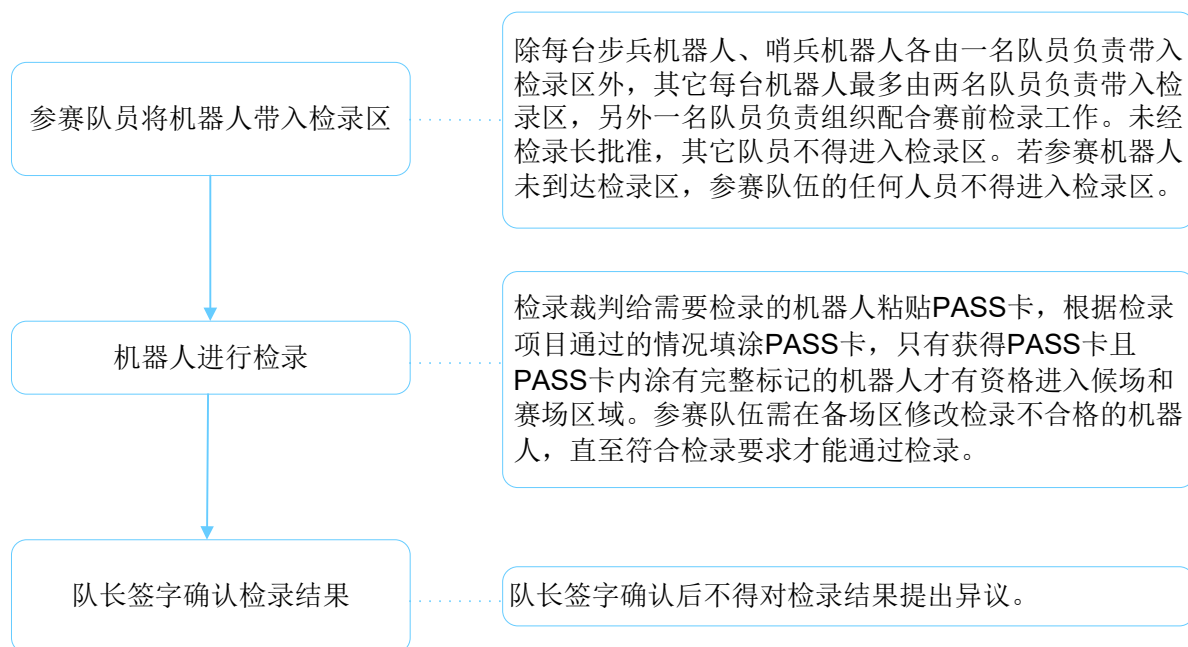 参赛队员将机器人带入检录区
除每台步兵机器人、哨兵机器人各由一名队员负责带入
检录区外，其它每台机器人最多由两名队员负责带入检
录区，另外一名队员负责组织配合赛前检录工作。未经
检录长批准，其它队员不得进入检录区。若参赛机器人
未到达检录区，参赛队伍的任何人员不得进入检录区。
机器人进行检录
检录裁判给需要检录的机器人粘贴PASS卡，根据检录
项目通过的情况填涂PASS卡，只有获得PASS卡且
PASS卡内涂有完整标记的机器人才有资格进入候场和
赛场区域。参赛队伍需在备场区修改检录不合格的机器
人，直至符合检录要求才能通过检录。
队长签字确认检录结果
队长签字确认后不得对检录结果提出异议。